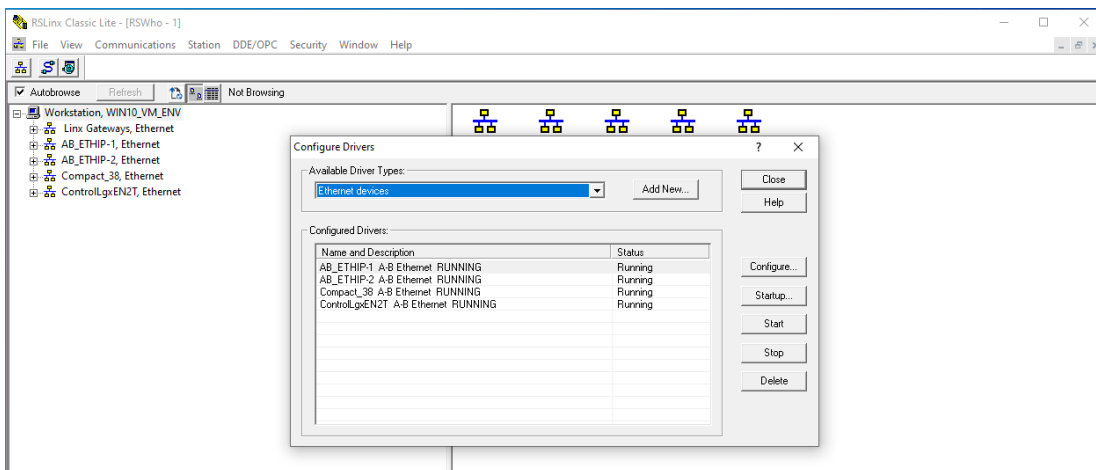 RSLinx Classic Lite - [RSWho - 1]
File View Communications Station DDE/OPC Security Window Help
Autobrowse Refresh Not Browsing
Workstation, WIN10_VM_ENV
Linx Gateways, Ethernet
AB_ETHIP-1, Ethernet
AB_ETHIP-2, Ethernet
Compact_38, Ethernet
ControlLgxEN2T, Ethernet
Configure Drivers
Available Driver Types:
Ethernet devices
Add New...
Close
Help
Configured Drivers:
Name and Description Status
AB_ETHIP-1 A-B Ethernet RUNNING Running
AB_ETHIP-2 A-B Ethernet RUNNING Running
Compact_38 A-B Ethernet RUNNING Running
ControlLgxEN2T A-B Ethernet RUNNING Running
Configure...
Startup...
Start
Stop
Delete